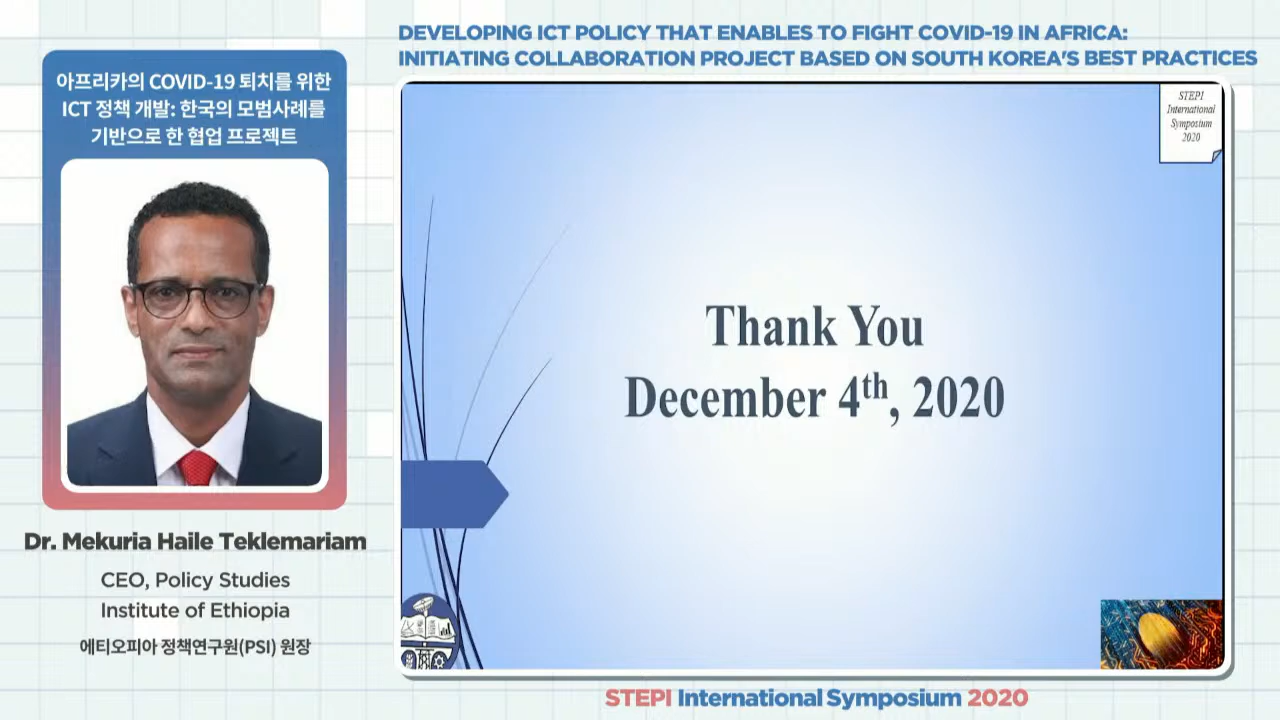 DEVELOPING ICT POLICY THAT ENABLES TO FIGHT COVID-19 IN AFRICA:
INITIATING COLLABORATION PROJECT BASED ON SOUTH KOREA'S BEST PRACTICES
아프리카의 COVID-19 퇴치를 위한
ICT 정책 개발: 한국의 모범사례를
기반으로 한 협업 프로젝트
Dr. Mekuria Haile Teklemariam
CEO, Policy Studies
Institute of Ethiopia
에티오피아 정책연구원(PSI) 원장
STEPI
International
Symposium
2020
Thank You
December 4th, 2020
STEPI International Symposium 2020